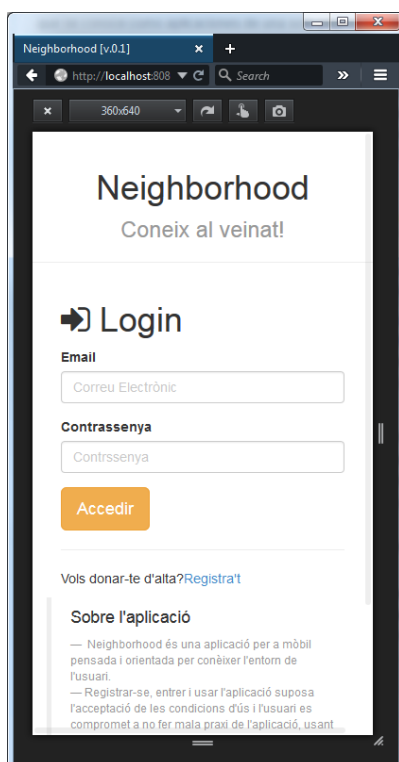 Neighborhood [v.0.1]
http://localhost:808
Search
360x640
Neighborhood
Coneix al veinat!
Login
Email
Correu Electrònic
Contrassenya
Contrssenya
Accedir
Vols donar-te d'alta?Registra't
Sobre l'aplicació
— Neighborhood és una aplicació per a mòbil
pensada i orientada per conèixer l'entorn de
l'usuari.
— Registrar-se, entrer i usar l'aplicació suposa
l'acceptació de les condicions d'ús i l'usuari es
compromet a no fer mala praxi de l'aplicació, usant